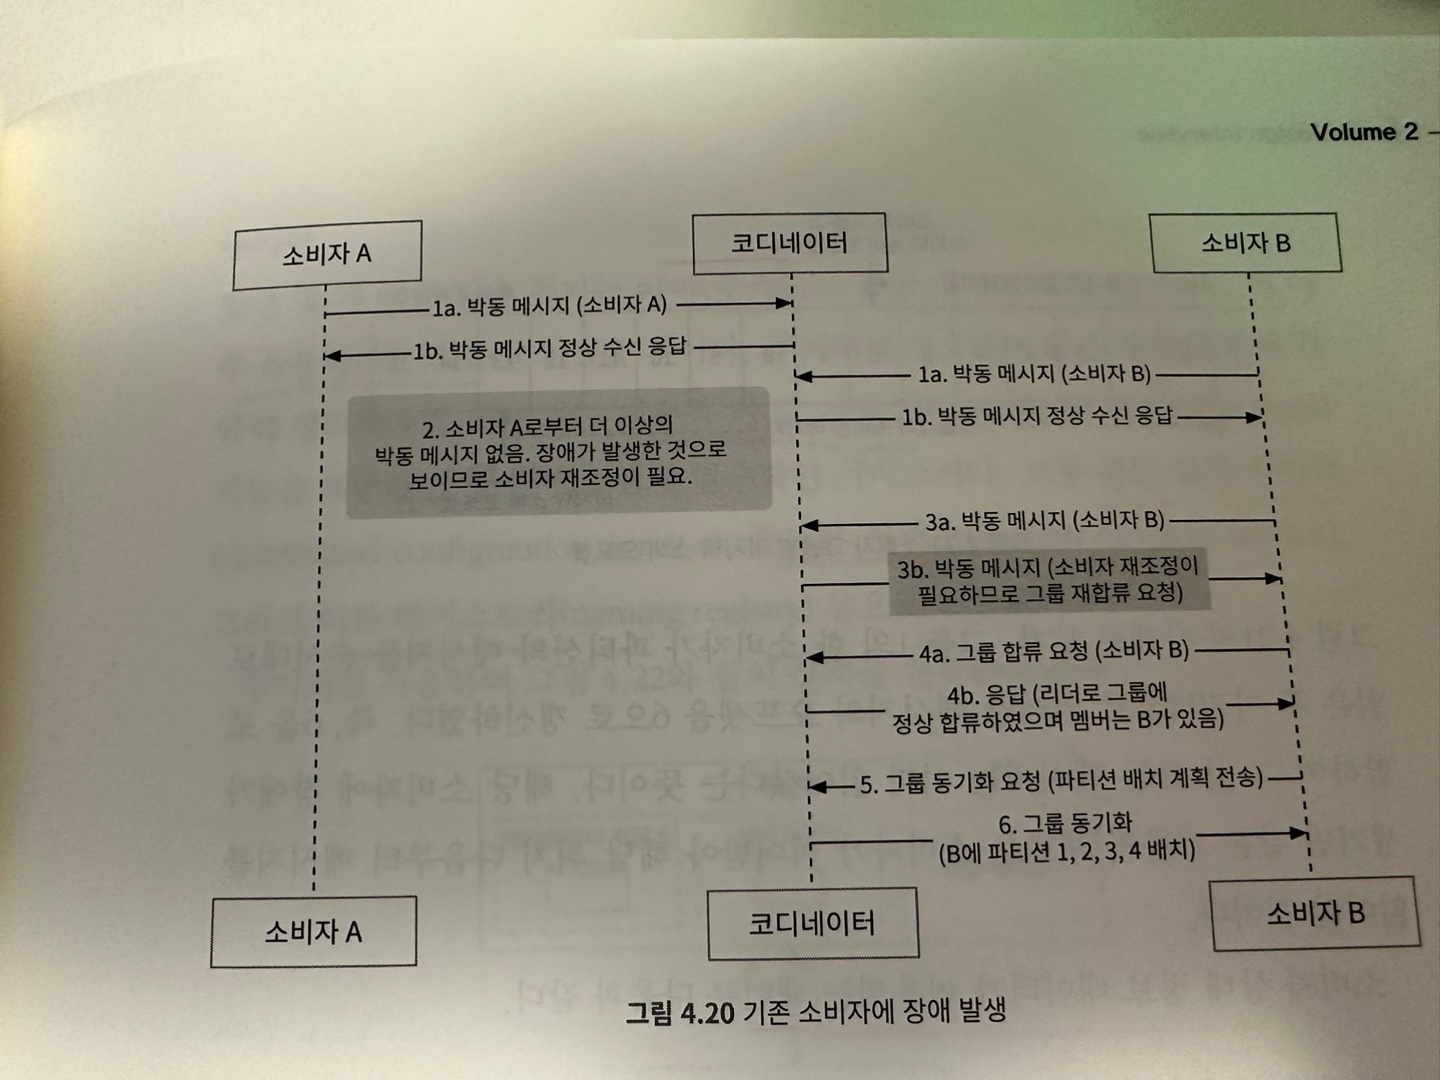 Volume 2 –
소비자 A
코디네이터
소비자 B
1a. 박동 메시지 (소비자 A)
1b. 박동 메시지 정상 수신 응답
1a. 박동 메시지 (소비자 B)
1b. 박동 메시지 정상 수신 응답
2. 소비자 A로부터 더 이상의
박동 메시지 없음. 장애가 발생한 것으로
보이므로 소비자 재조정이 필요.
3a. 박동 메시지 (소비자 B)
3b. 박동 메시지 (소비자 재조정이
필요하므로 그룹 재합류 요청)
4a. 그룹 합류 요청 (소비자 B)
4b. 응답 (리더로 그룹에
정상 합류하였으며 멤버는 B가 있음)
5. 그룹 동기화 요청 (파티션 배치 계획 전송)
6. 그룹 동기화
(B에 파티션 1, 2, 3, 4 배치)
소비자 A
코디네이터
소비자 B
그림 4.20 기존 소비자에 장애 발생